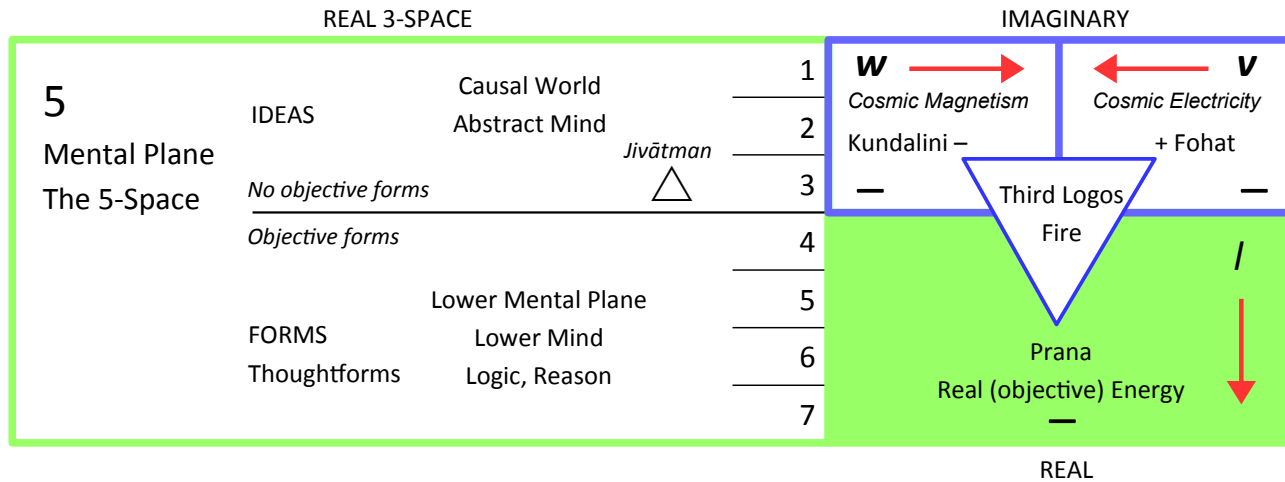 REAL 3-SPACE
IMAGINARY
5
Mental Plane
The 5-Space
IDEAS
Causal World
Abstract Mind
Jivātman
No objective forms
Objective forms
FORMS
Thoughtforms
Lower Mental Plane
Lower Mind
Logic, Reason
1
2
3
4
5
6
7
w
v
Cosmic Magnetism
Cosmic Electricity
Kundalini –
+ Fohat
—
—
Third Logos
Fire
l
Prana
Real (objective) Energy
—
REAL